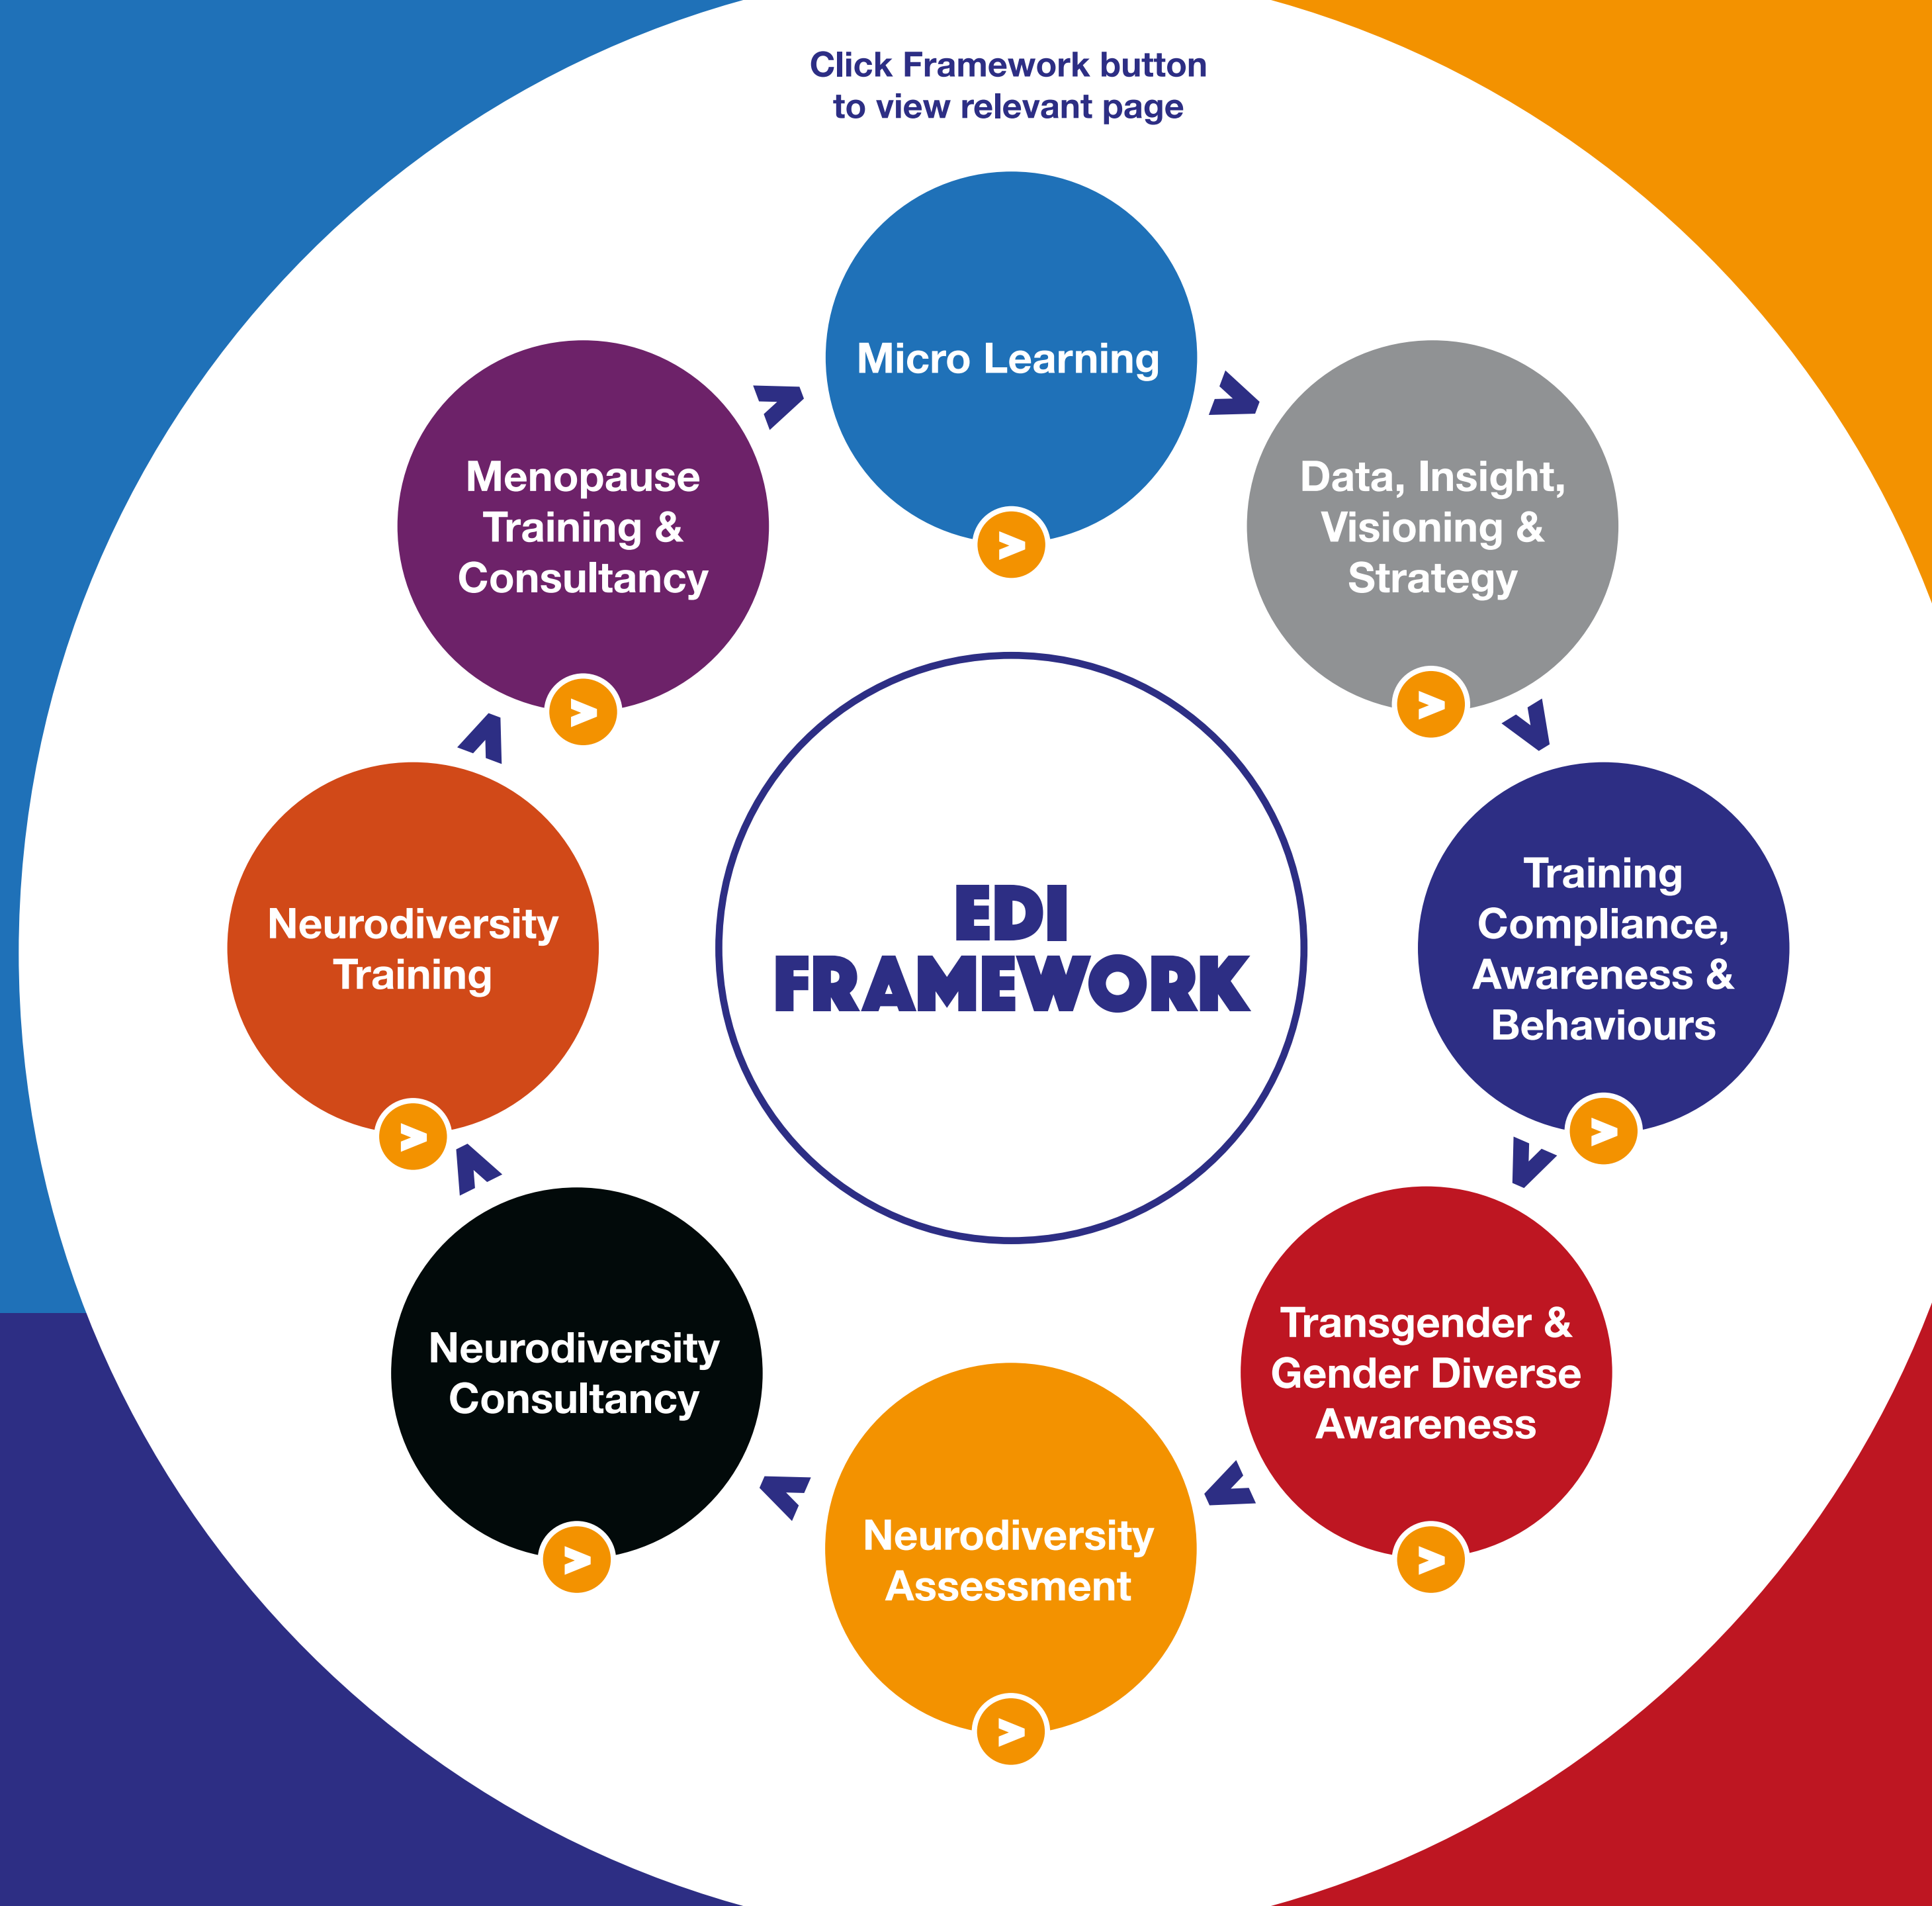 Click Framework button
to view relevant page
Micro Learning
Data, Insight,
Visioning &
Strategy
Training
Compliance,
Awareness &
Behaviours
Transgender &
Gender Diverse
Awareness
Neurodiversity
Assessment
Neurodiversity
Consultancy
Neurodiversity
Training
Menopause
Training &
Consultancy
EDI
FRAMEWORK